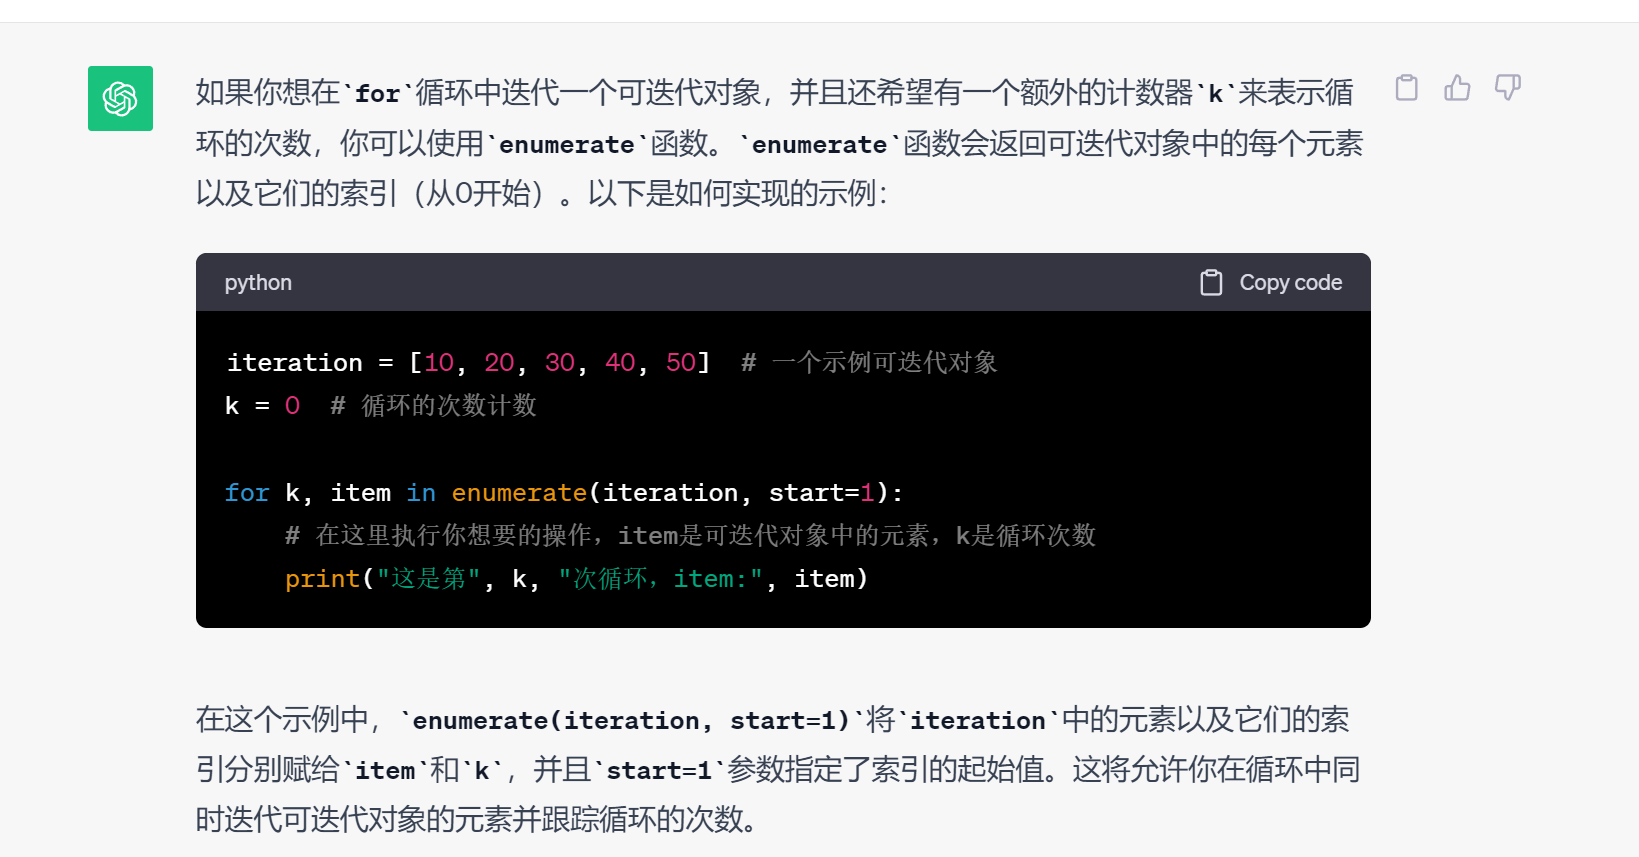 如果你想在`for`循环中迭代一个可迭代对象，并且还希望有一个额外的计数器`k`来表示循
环的次数，你可以使用`enumerate`函数。`enumerate`函数会返回可迭代对象中的每个元素
以及它们的索引（从0开始）。以下是如何实现的示例：
python Copy code
iteration = [10, 20, 30, 40, 50]  # 一个示例可迭代对象
k = 0  # 循环的次数计数
for k, item in enumerate(iteration, start=1):
    # 在这里执行你想要的操作，item是可迭代对象中的元素，k是循环次数
    print("这是第", k, "次循环，item:", item)
在这个示例中，`enumerate(iteration, start=1)`将`iteration`中的元素以及它们的索
引分别赋给`item`和`k`，并且`start=1`参数指定了索引的起始值。这将允许你在循环中同
时迭代可迭代对象的元素并跟踪循环的次数。